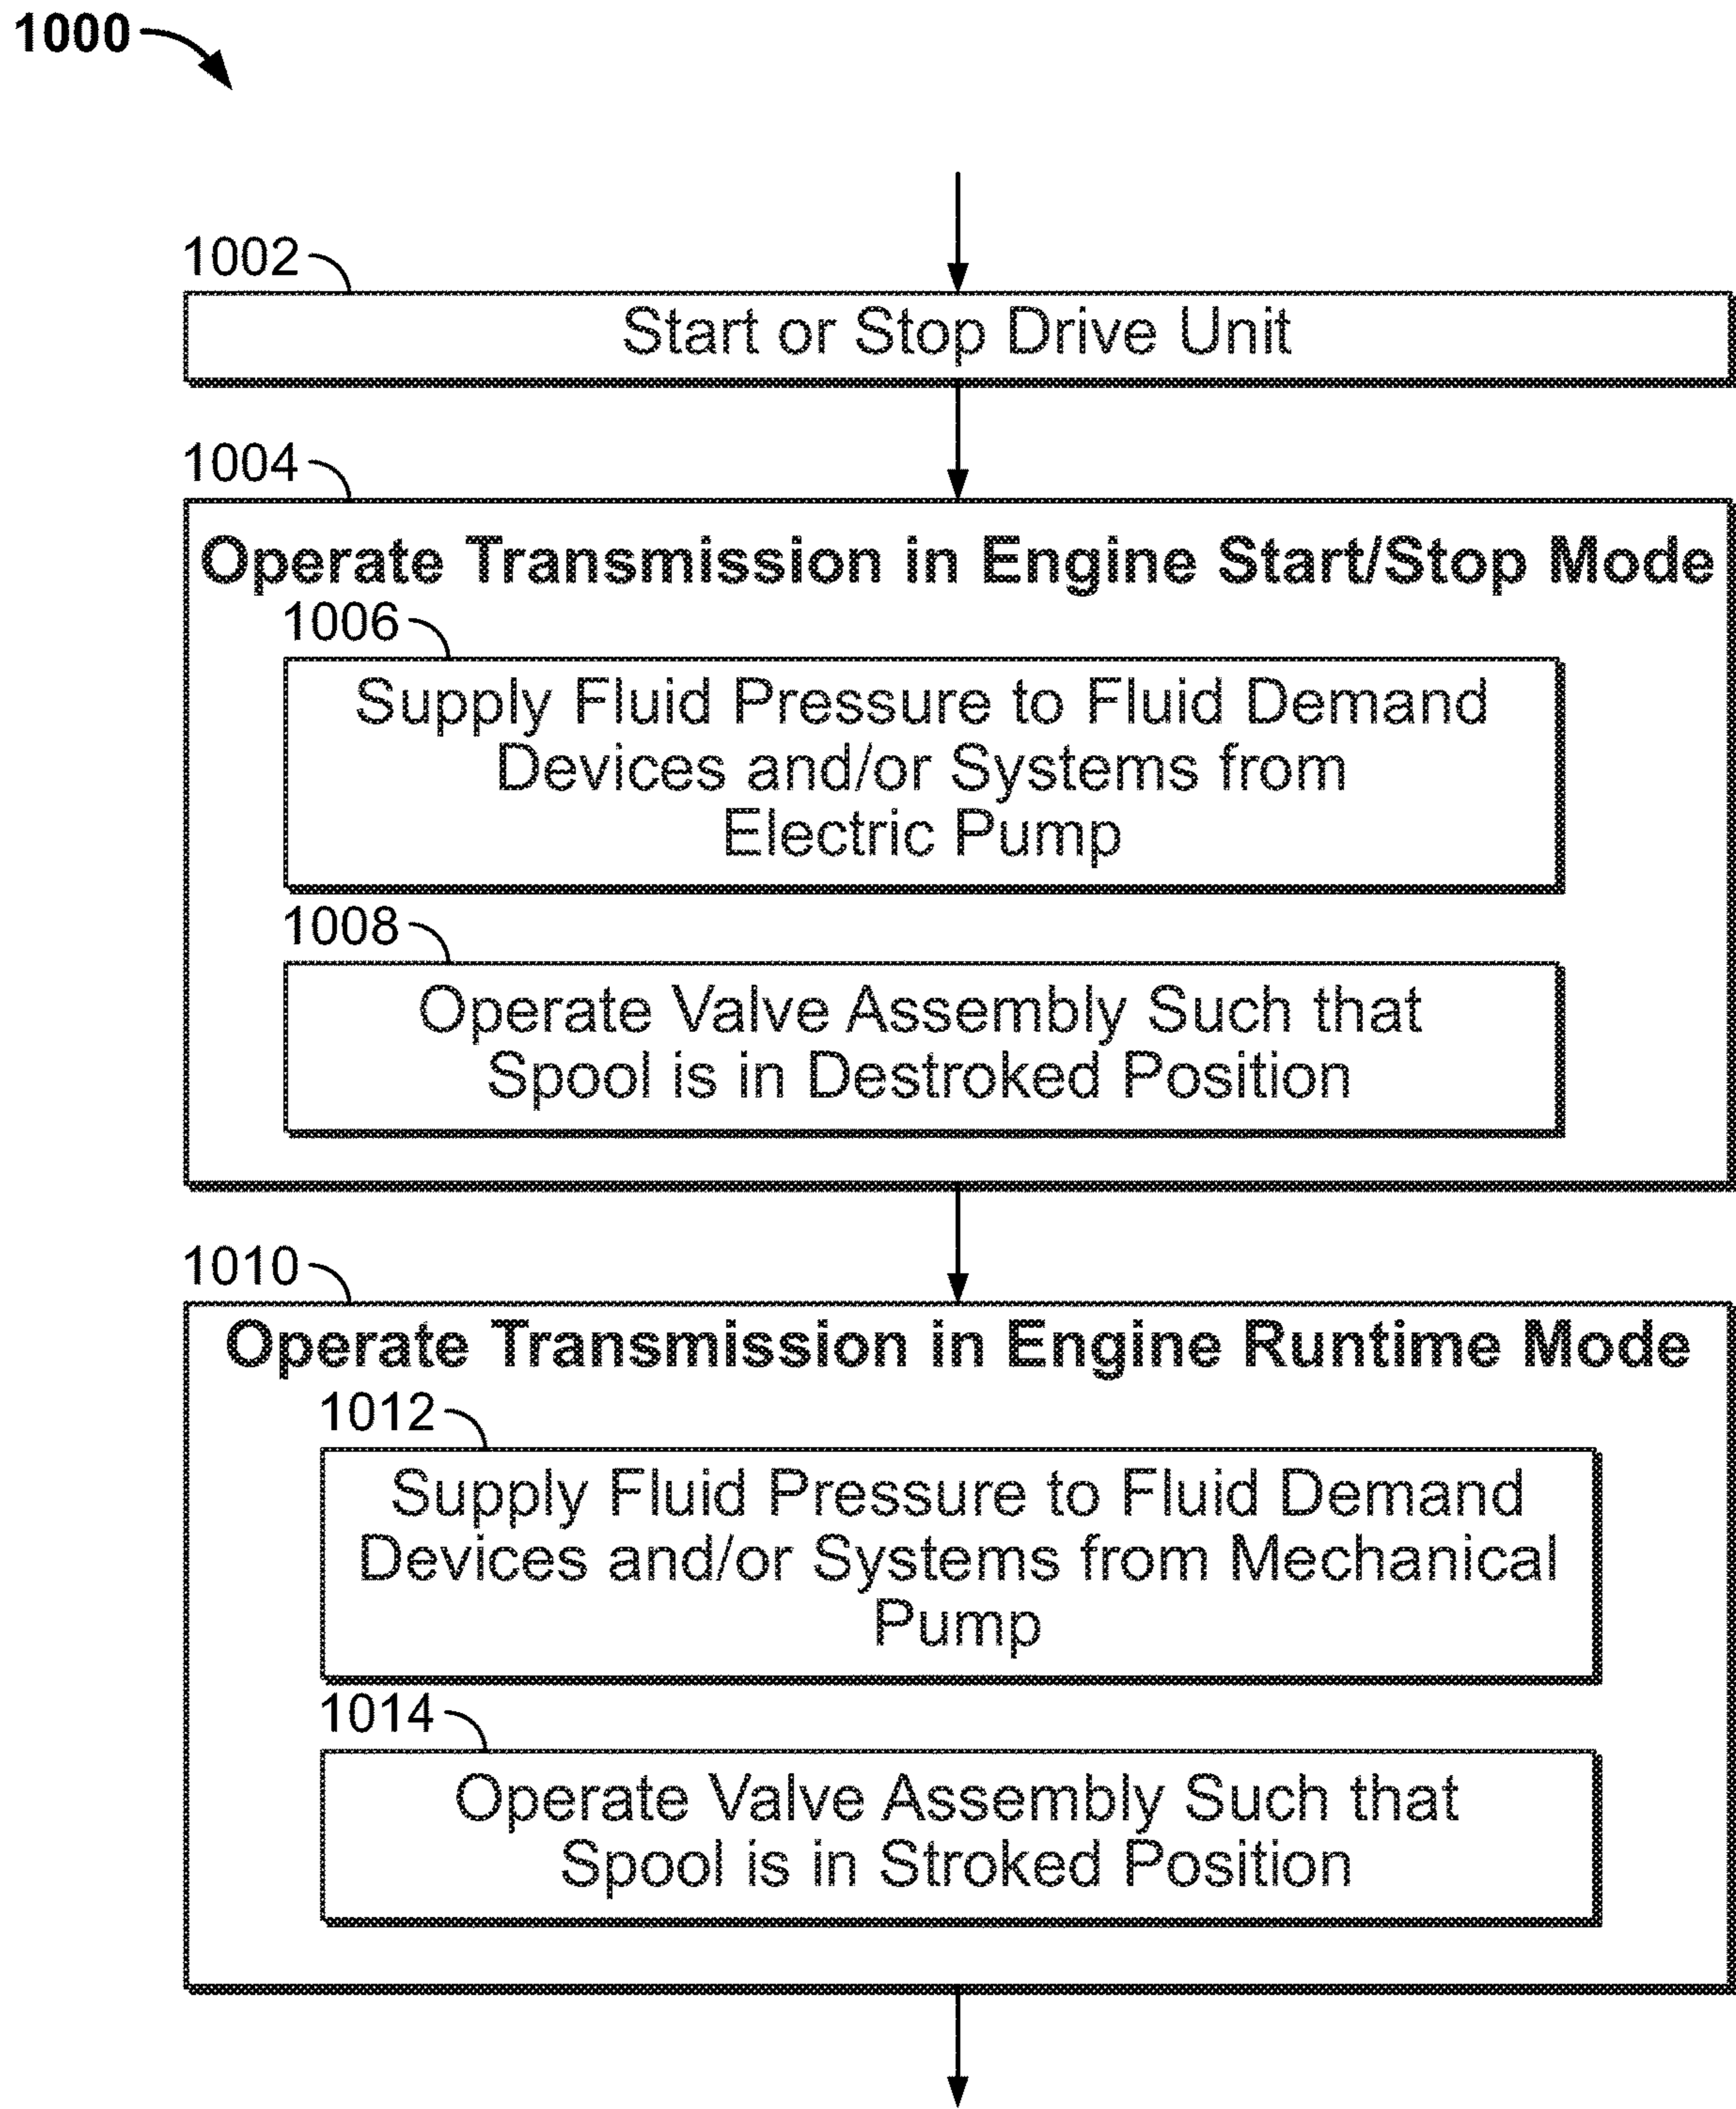 1000
1002
Start or Stop Drive Unit
1004
Operate Transmission in Engine Start/Stop Mode
1006
Supply Fluid Pressure to Fluid Demand
Devices and/or Systems from
Electric Pump
1008
Operate Valve Assembly Such that
Spool is in Destroked Position
1010
Operate Transmission in Engine Runtime Mode
1012
Supply Fluid Pressure to Fluid Demand
Devices and/or Systems from Mechanical
Pump
1014
Operate Valve Assembly Such that
Spool is in Stroked Position